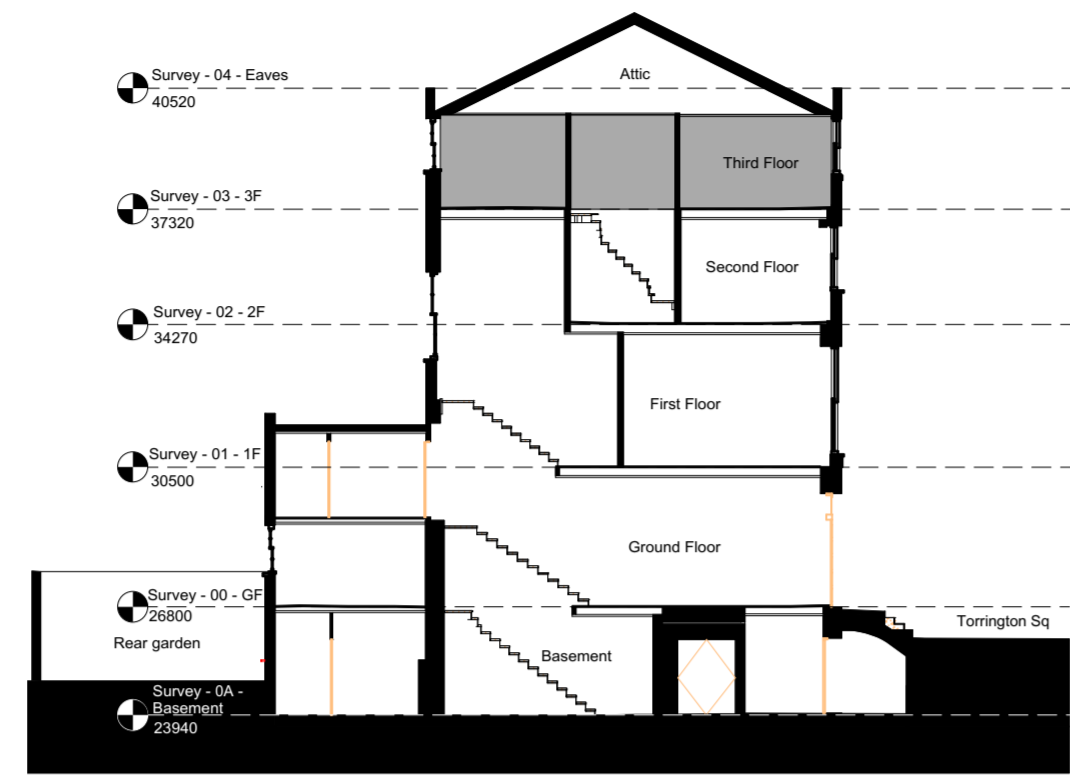 Survey - 04 - Eaves
40520
Attic
Third Floor
Survey - 03 - 3F
37320
Second Floor
Survey - 02 - 2F
34270
First Floor
Survey - 01 - 1F
30500
Ground Floor
Survey - 00 - GF
26800
Torrington Sq
Rear garden
Basement
Survey - 0A -
Basement
23940